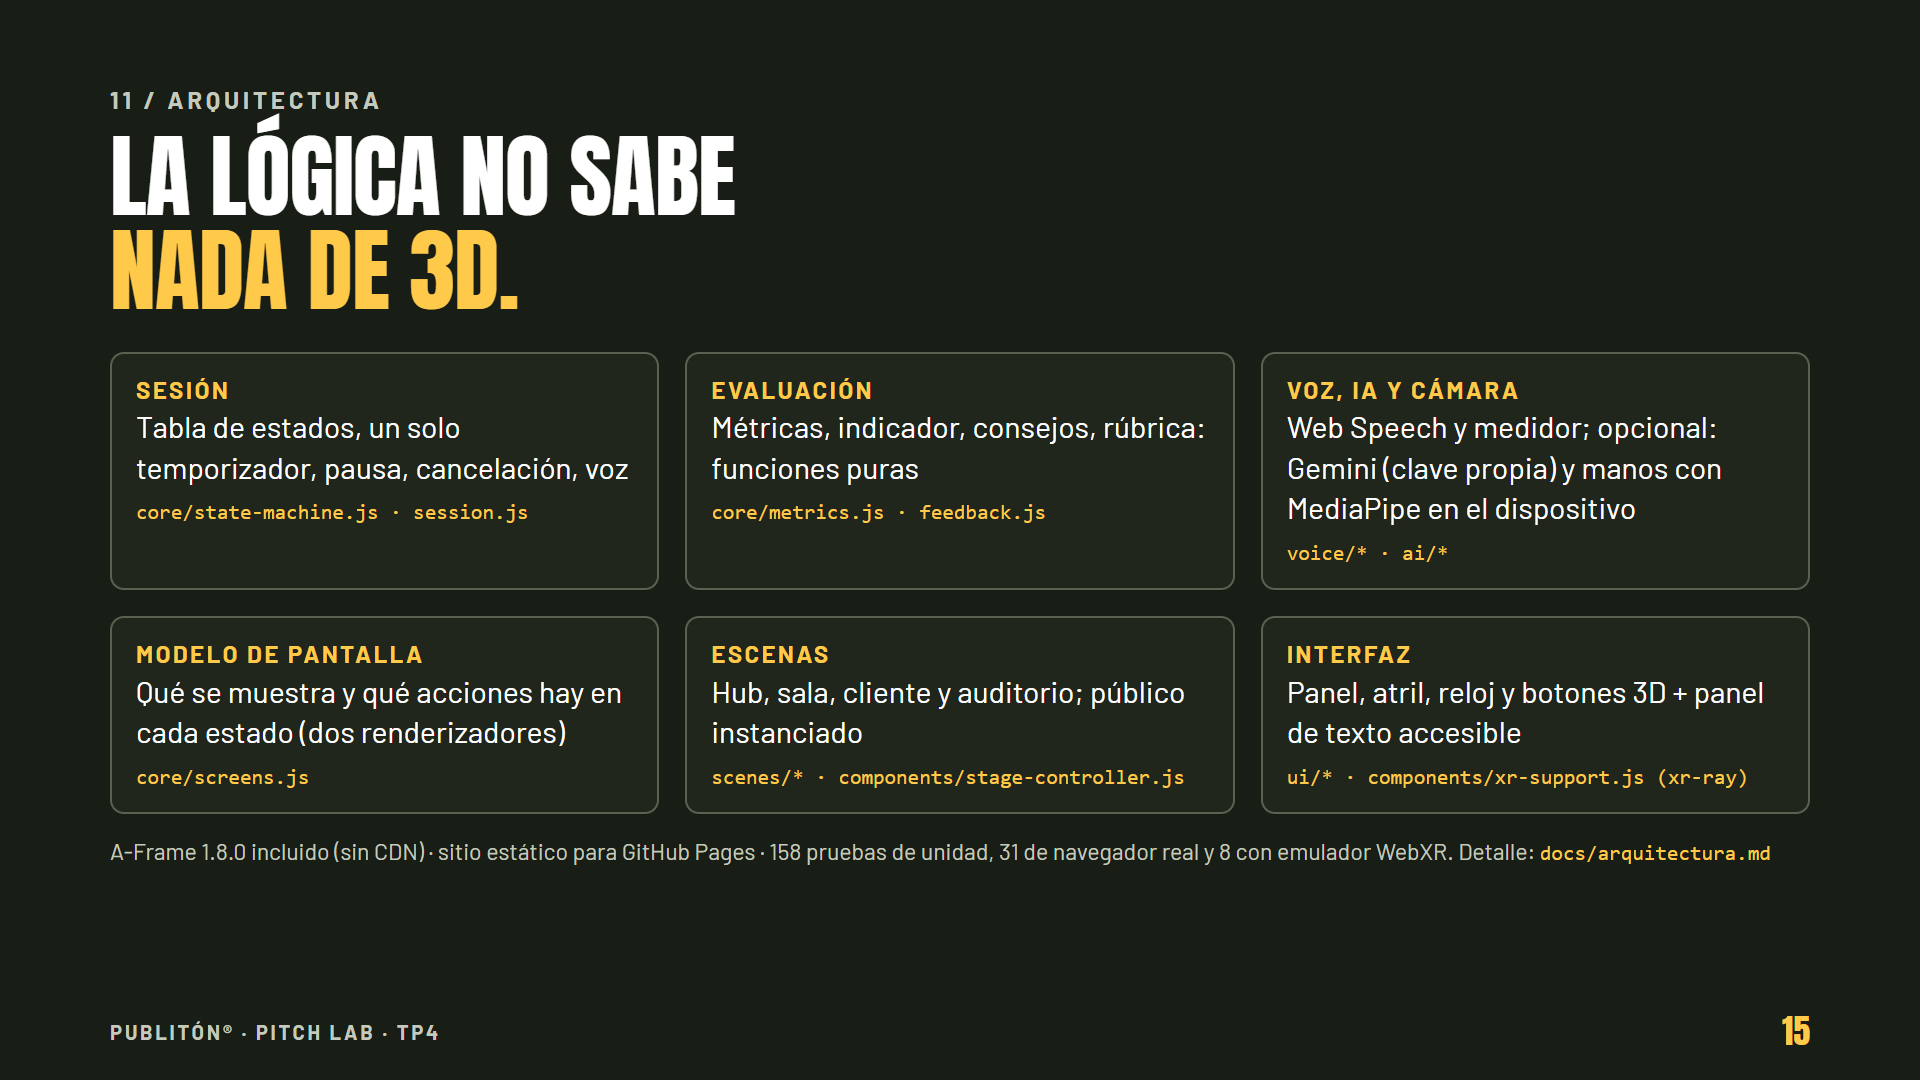 11 / ARQUITECTURA
LA LÓGICA NO SABE
NADA DE 3D.
SESIÓN
Tabla de estados, un solo
temporizador, pausa, cancelación, voz
core/state-machine.js · session.js
EVALUACIÓN
Métricas, indicador, consejos, rúbrica:
funciones puras
core/metrics.js · feedback.js
VOZ, IA Y CÁMARA
Web Speech y medidor; opcional:
Gemini (clave propia) y manos con
MediaPipe en el dispositivo
voice/* · ai/*
MODELO DE PANTALLA
Qué se muestra y qué acciones hay en
cada estado (dos renderizadores)
core/screens.js
ESCENAS
Hub, sala, cliente y auditorio; público
instanciado
scenes/* · components/stage-controller.js
INTERFAZ
Panel, atril, reloj y botones 3D + panel
de texto accesible
ui/* · components/xr-support.js (xr-ray)
A-Frame 1.8.0 incluido (sin CDN) · sitio estático para GitHub Pages · 158 pruebas de unidad, 31 de navegador real y 8 con emulador WebXR. Detalle: docs/arquitectura.md
PUBLITÓN® · PITCH LAB · TP4
15